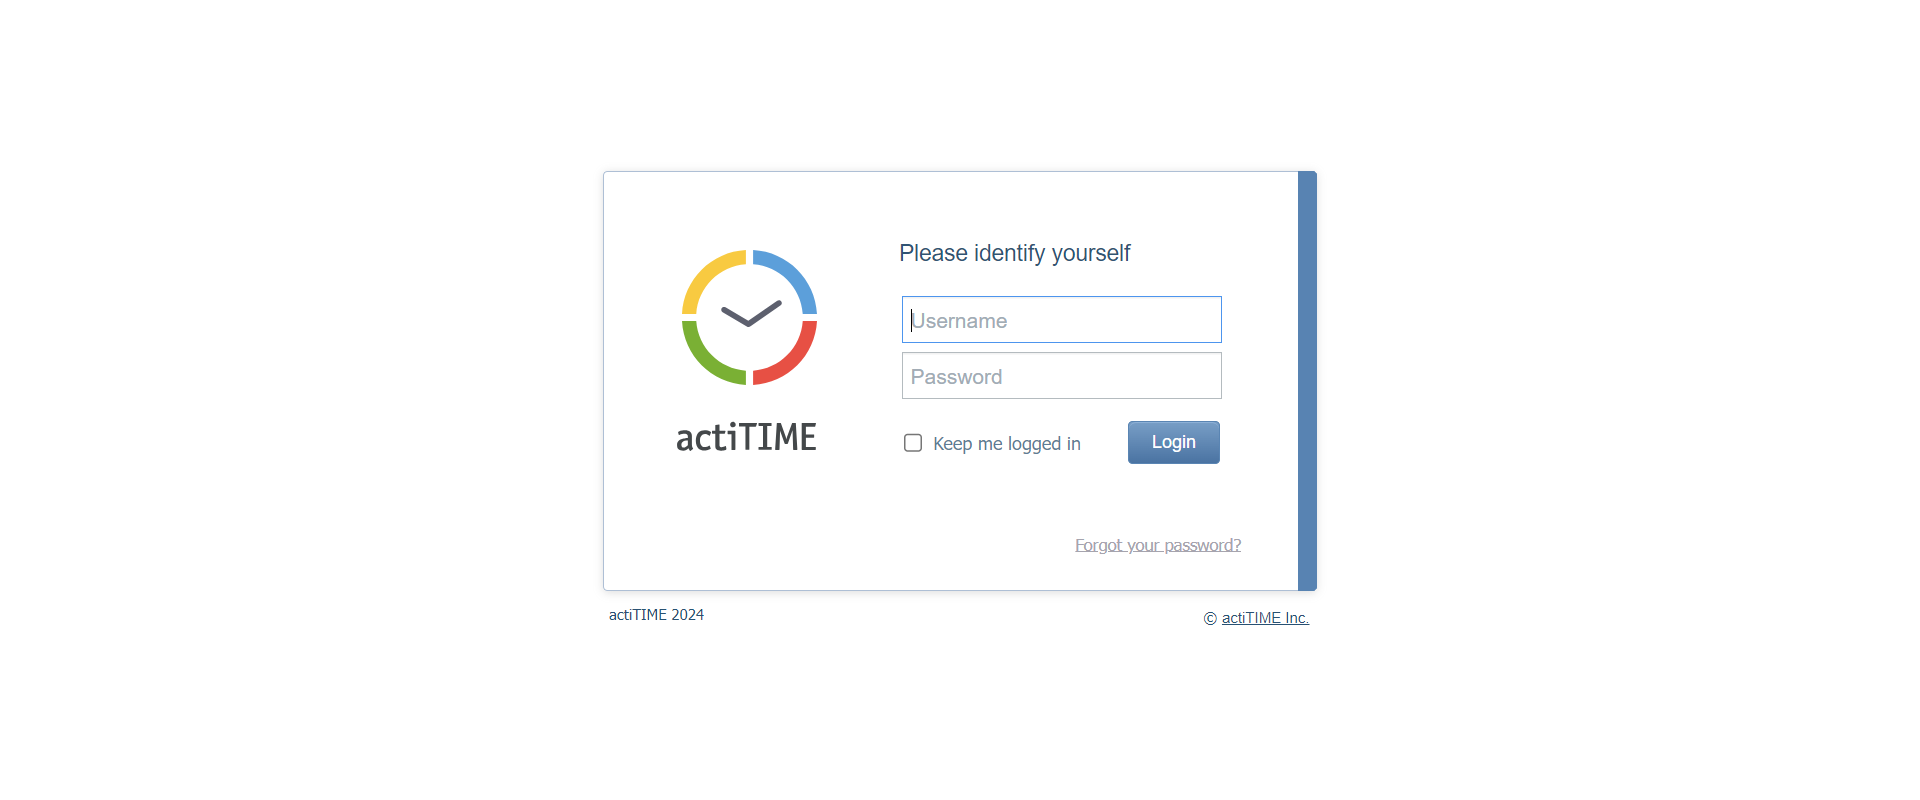 Please identify yourself
Username
Password
actiTIME
Keep me logged in
Login
Forgot your password?
actiTIME 2024
© actiTIME Inc.